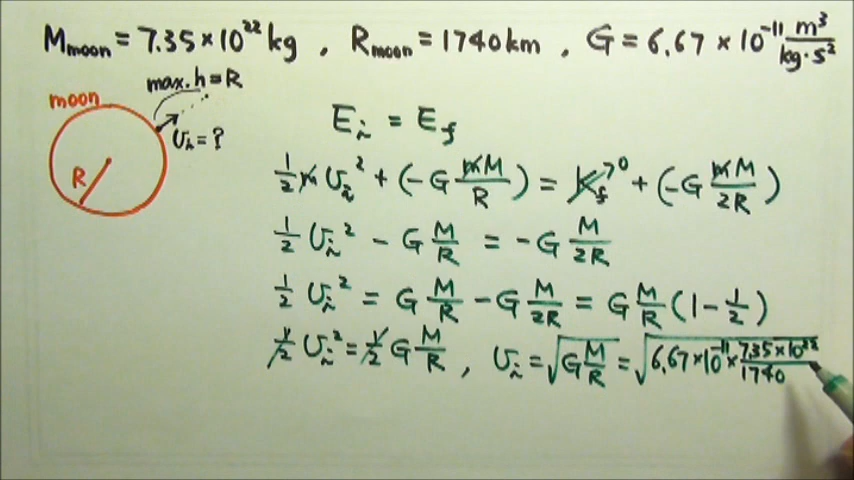 M_moon = 7.35 × 10^22 kg , R_moon = 1740 km , G = 6.67 × 10^-11 m^3/kg·s^2
max. h = R
moon
v_i = ?
R
E_i = E_f
1/2 m v_i^2 + (-G mM/R) = K_f → 0 + (-G mM/2R)
1/2 v_i^2 - G M/R = -G M/2R
1/2 v_i^2 = G M/R - G M/2R = G M/R (1 - 1/2)
1/2 v_i^2 = 1/2 G M/R , v_i = √(G M/R) = √(6.67 × 10^-11 × 7.35 × 10^22/1740)